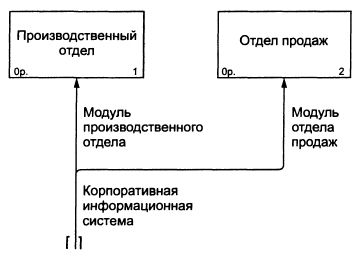 Производственный
отдел
0р. 1
Отдел продаж
0р. 2
Модуль
производственного
отдела
Модуль
отдела
продаж
Корпоративная
информационная
система